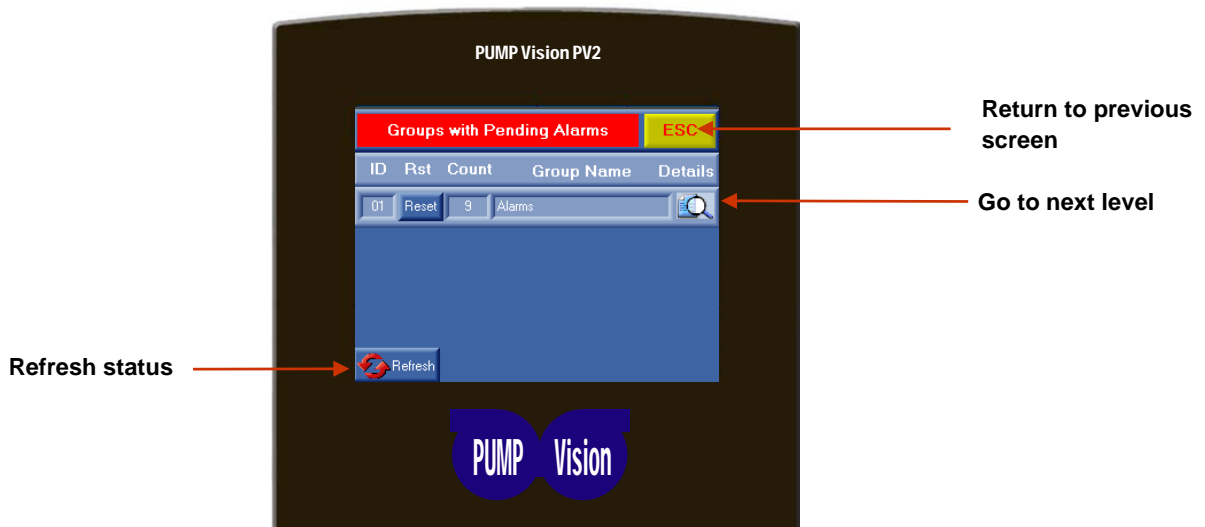 PUMP Vision PV2
Groups with Pending Alarms ESC
Return to previous
screen
ID Rst Count Group Name Details
01 Reset 9 Alarms
Go to next level
Refresh status
Refresh
PUMP Vision